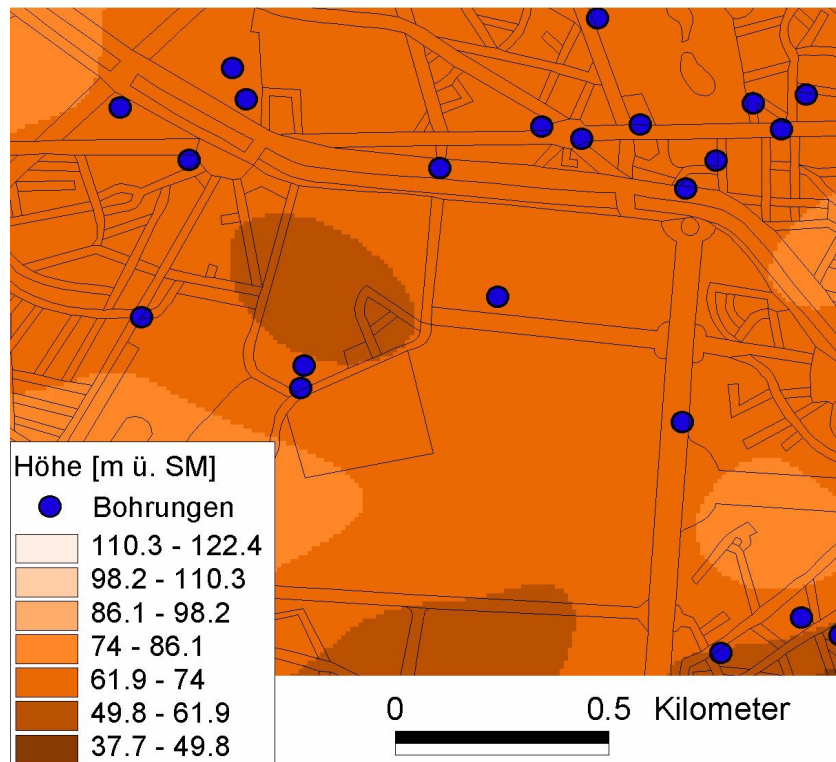 Höhe [m ü. SM]
Bohrungen
110.3 - 122.4
98.2 - 110.3
86.1 - 98.2
74 - 86.1
61.9 - 74
49.8 - 61.9
37.7 - 49.8
0 0.5 Kilometer